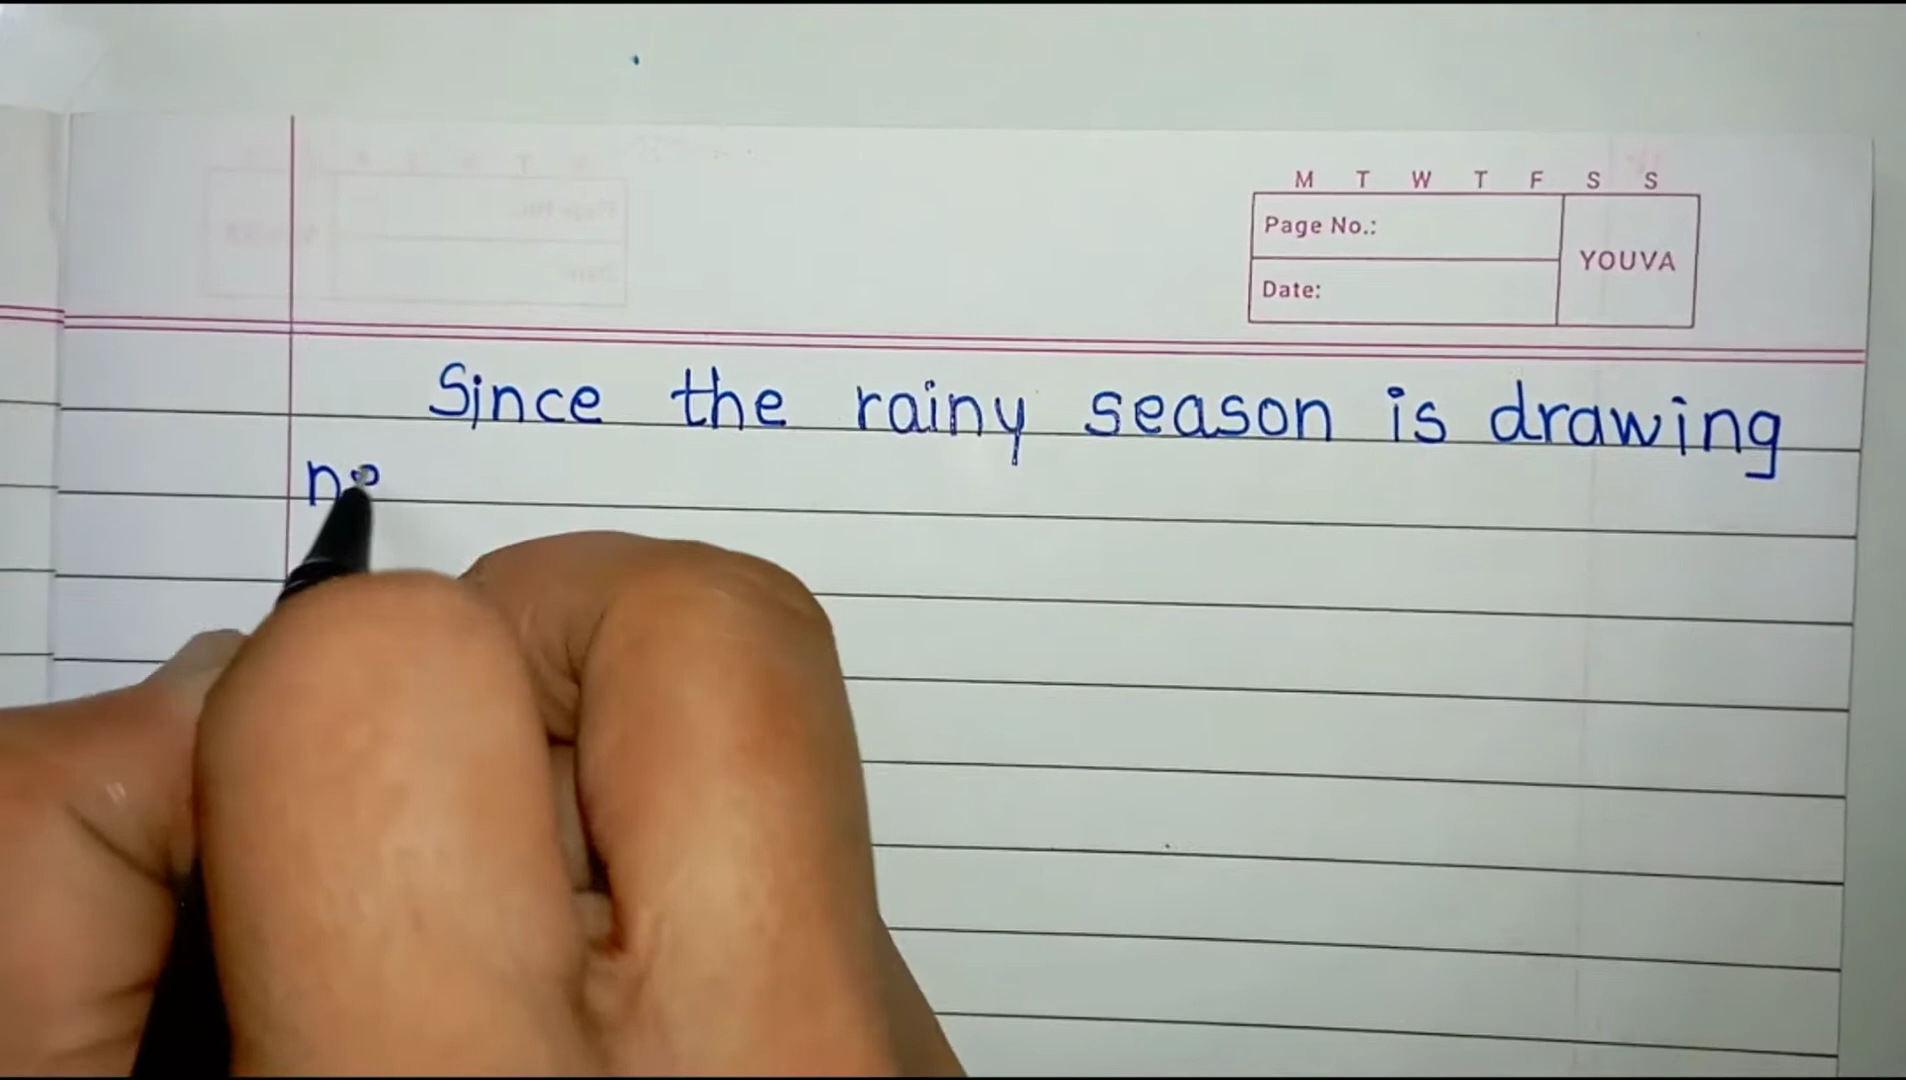 M T W T F S S
Page No.:
YOUVA
Date:
Since the rainy season is drawing